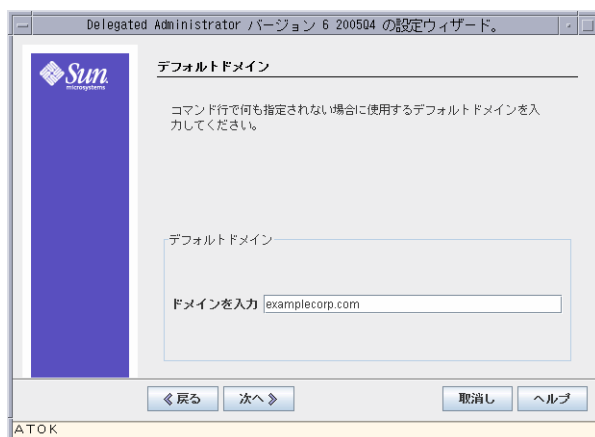 Delegated Administrator バージョン 6 2005Q4 の設定ウィザード。
Sun
microsystems
デフォルトドメイン
コマンド行で何も指定されない場合に使用するデフォルトドメインを入
力してください。
デフォルトドメイン
ドメインを入力 examplecorp.com
《戻る 次へ》 取消し ヘルプ
ATOK